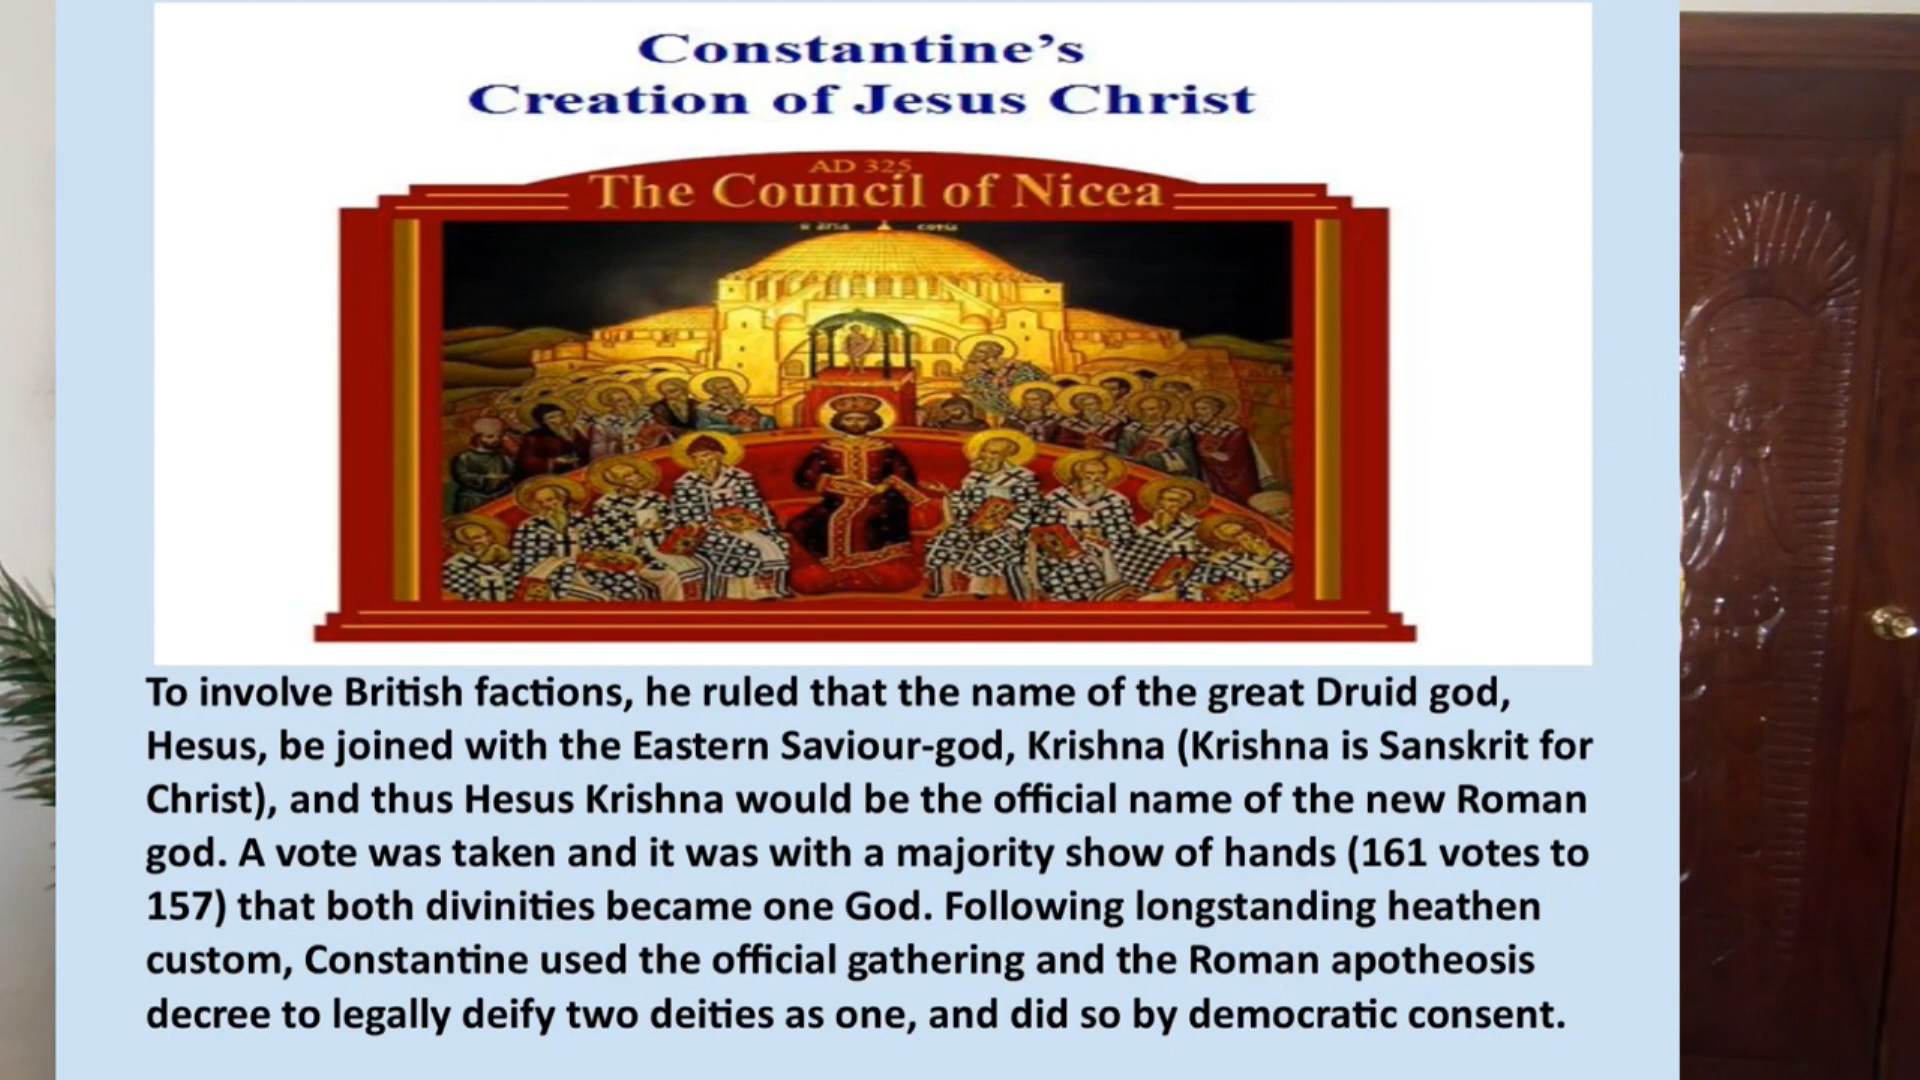 Constantine's
Creation of Jesus Christ
AD 325
The Council of Nicea
To involve British factions, he ruled that the name of the great Druid god,
Hesus, be joined with the Eastern Saviour-god, Krishna (Krishna is Sanskrit for
Christ), and thus Hesus Krishna would be the official name of the new Roman
god. A vote was taken and it was with a majority show of hands (161 votes to
157) that both divinities became one God. Following longstanding heathen
custom, Constantine used the official gathering and the Roman apotheosis
decree to legally deify two deities as one, and did so by democratic consent.